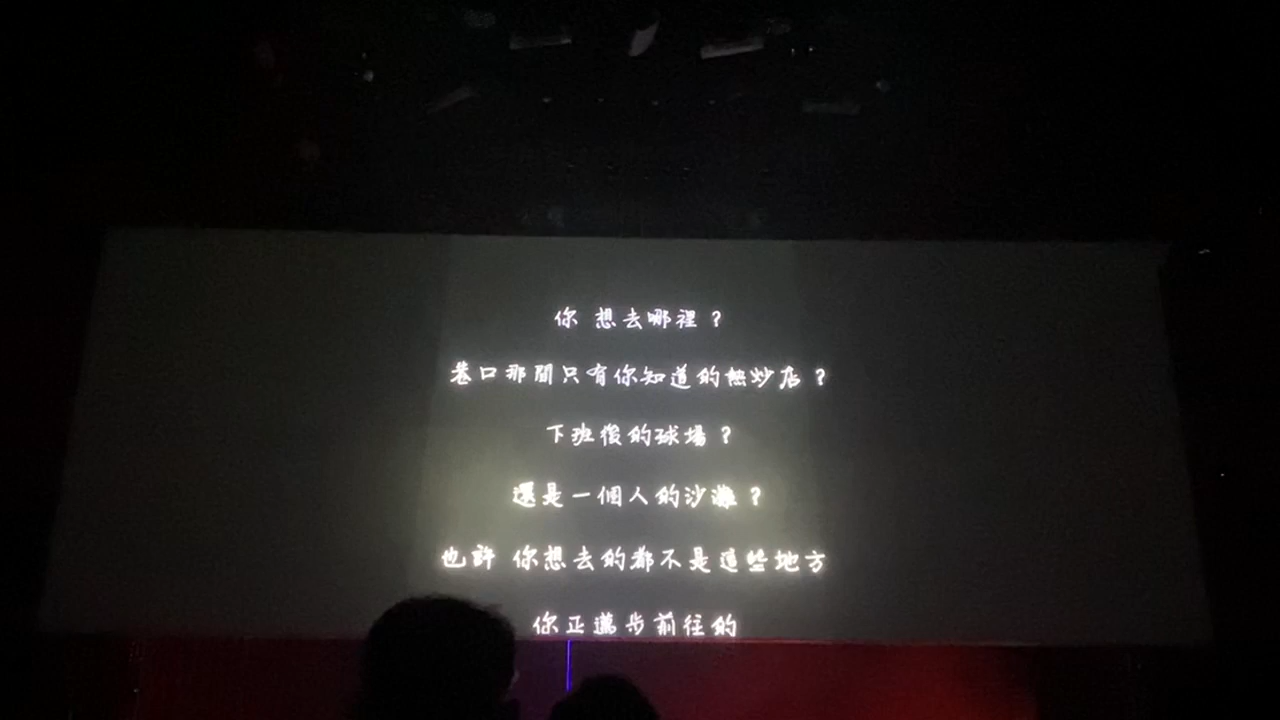 你 想去哪裡？
巷口那間只有你知道的熱炒店？
下班後的球場？
還是一個人的沙灘？
也許 你想去的都不是這些地方
你正邁步前往的